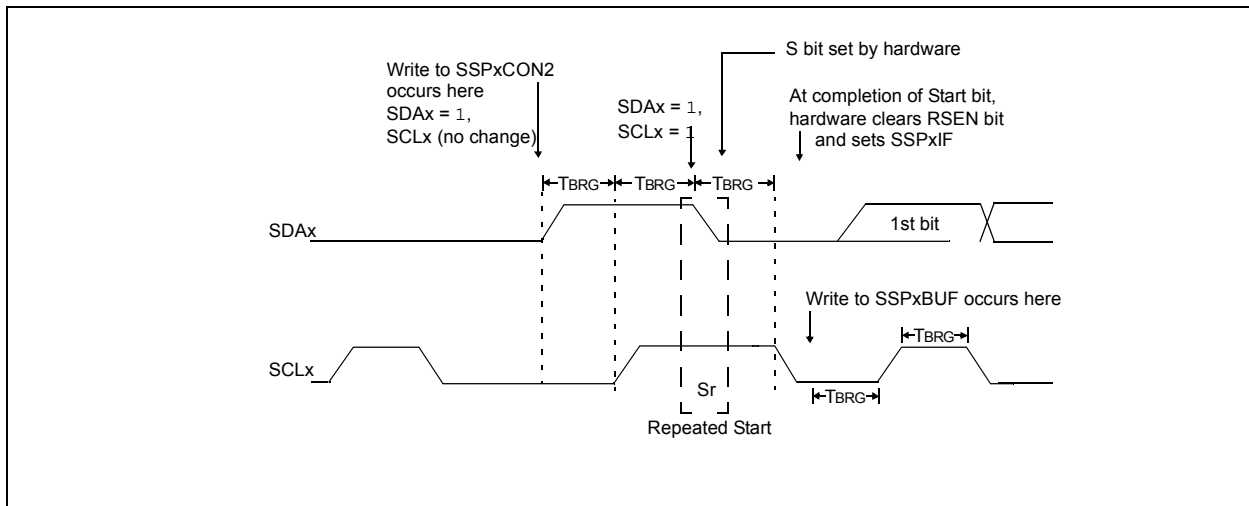 S bit set by hardware
Write to SSPxCON2
occurs here
SDAx = 1,
SCLx (no change)
SDAx = 1,
SCLx = 1
At completion of Start bit,
hardware clears RSEN bit
and sets SSPxIF
TBRG TBRG TBRG
SDAx
1st bit
Write to SSPxBUF occurs here
TBRG
SCLx
Sr
TBRG
Repeated Start